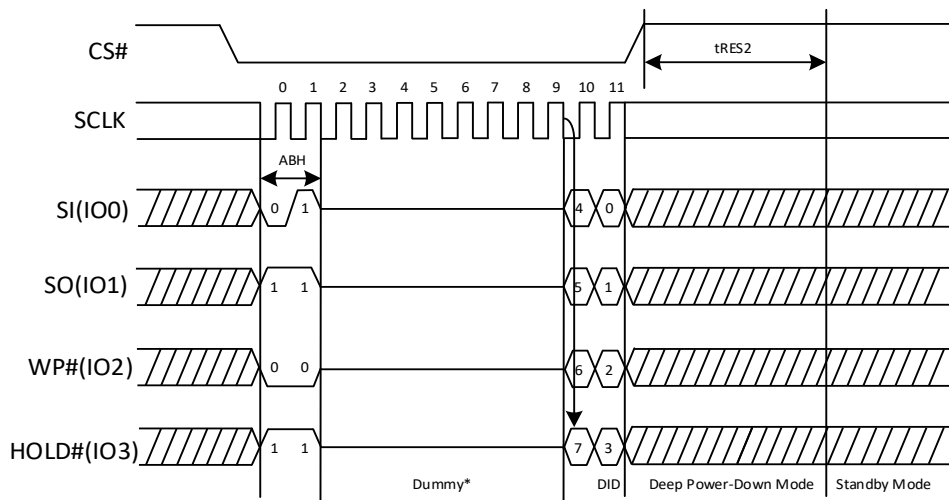 CS#
tRES2
0 1 2 3 4 5 6 7 8 9 10 11
SCLK
ABH
SI(IO0) 0 1 4 0
SO(IO1) 1 1 5 1
WP#(IO2) 0 0 6 2
HOLD#(IO3) 1 1 7 3
Dummy* DID Deep Power-Down Mode Standby Mode